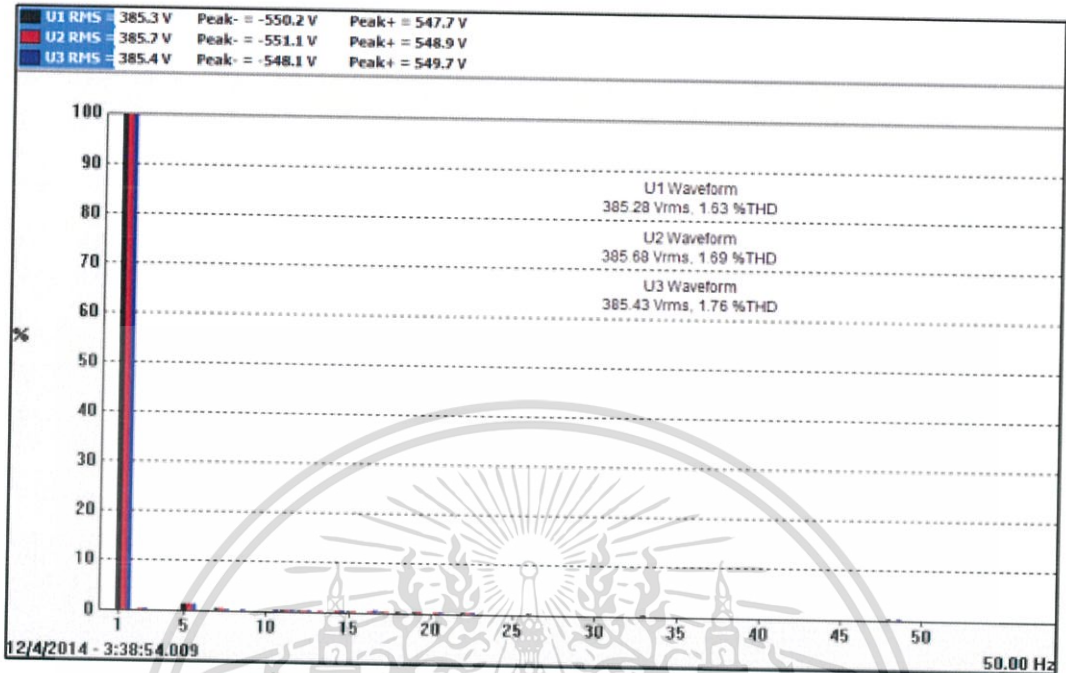 U1 RMS = 385.3 V Peak- = -550.2 V Peak+ = 547.7 V
U2 RMS = 385.7 V Peak- = -551.1 V Peak+ = 548.9 V
U3 RMS = 385.4 V Peak- = -548.1 V Peak+ = 549.7 V
100
90
80
70
60
50
40
30
20
10
0
%
U1 Waveform
385.28 Vrms, 1.63 %THD
U2 Waveform
385.68 Vrms, 1.69 %THD
U3 Waveform
385.43 Vrms, 1.76 %THD
1 5 10 15 20 25 30 35 40 45 50
12/4/2014 - 3:38:54.009 50.00 Hz